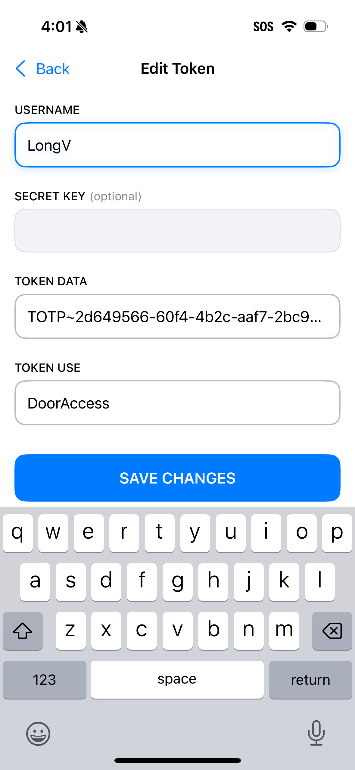 4:01 SOS
Back Edit Token
USERNAME
LongV
SECRET KEY (optional)
TOKEN DATA
TOTP~2d649566-60f4-4b2c-aaf7-2bc9...
TOKEN USE
DoorAccess
SAVE CHANGES
q w e r t y u i o p
a s d f g h j k l
z x c v b n m
123 space return